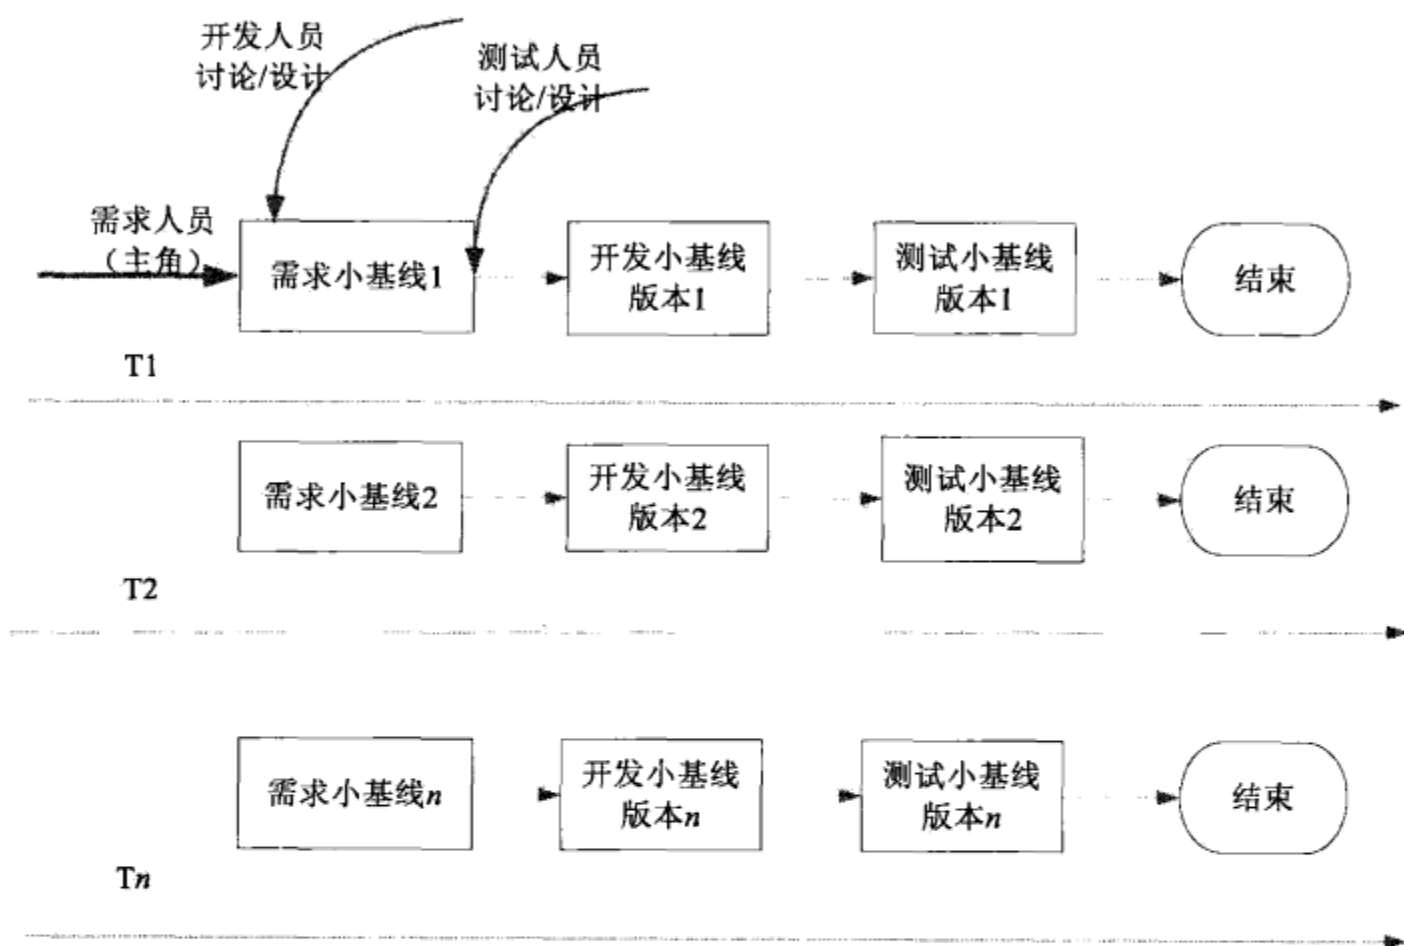 开发人员
讨论/设计
测试人员
讨论/设计
需求人员
（主角）
需求小基线1
开发小基线
版本1
测试小基线
版本1
结束
T1
需求小基线2
开发小基线
版本2
测试小基线
版本2
结束
T2
需求小基线n
开发小基线
版本n
测试小基线
版本n
结束
Tn